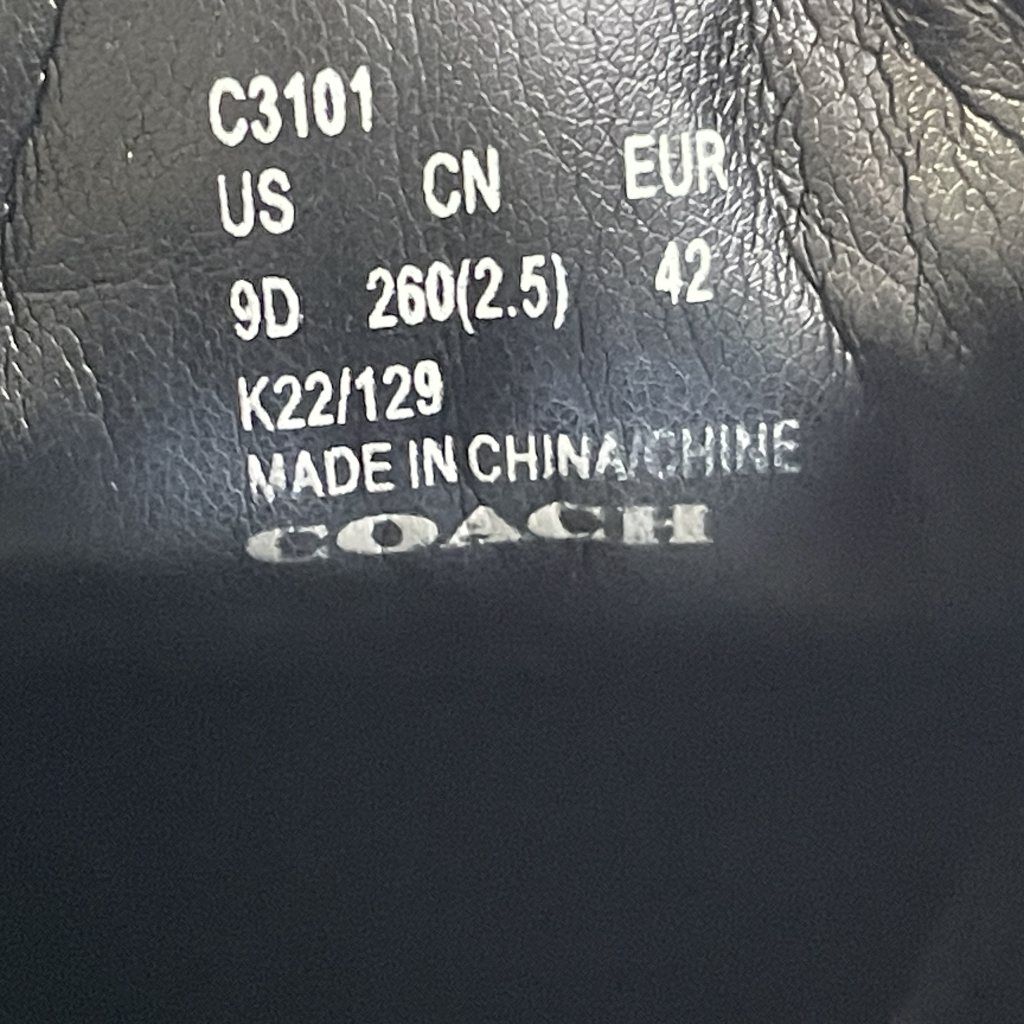 C3101
US CN EUR
9D 260(2.5) 42
K22/129
MADE IN CHINA/CHINE
COACH